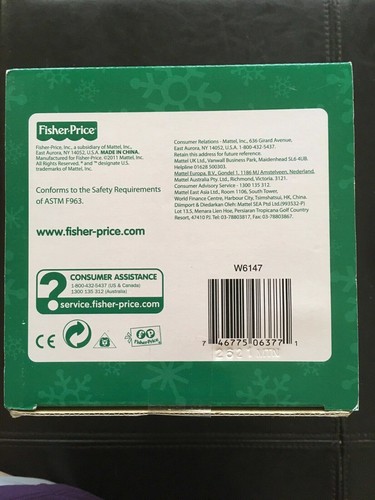 Fisher-Price
Fisher-Price, Inc., a subsidiary of Mattel, Inc.,
East Aurora, NY 14052, U.S.A. MADE IN CHINA.
Manufactured for Fisher-Price. ©2011 Mattel, Inc.
All Rights Reserved. ® and ™ designate U.S.
trademarks of Mattel, Inc.
Conforms to the Safety Requirements
of ASTM F963.
www.fisher-price.com
Consumer Relations - Mattel, Inc., 636 Girard Avenue,
East Aurora, NY 14052, U.S.A. 1-800-432-5437.
Retain this address for future reference.
Mattel UK Ltd., Vanwall Business Park, Maidenhead SL6 4UB.
Helpline 01628 500303.
Mattel Europa, B.V., Gondel 1, 1186 MJ Amstelveen, Nederland.
Mattel Australia Pty. Ltd., Richmond, Victoria. 3121.
Consumer Advisory Service - 1300 135 312.
Mattel East Asia Ltd., Room 1106, South Tower,
World Finance Centre, Harbour City, Tsimshatsui, HK, China.
Diimport & Diedarkan Oleh: Mattel SEA Ptd Ltd.(993532-P)
Lot 13.5, Menara Lien Hoe, Persiaran Tropicana Golf Country
Resort, 47410 PJ. Tel: 03-78803817, Fax: 03-78803867.
? CONSUMER ASSISTANCE
1-800-432-5437 (US & Canada)
1300 135 312 (Australia)
service.fisher-price.com
CE
Fisher-Price
W6147
7 46775 06377 1